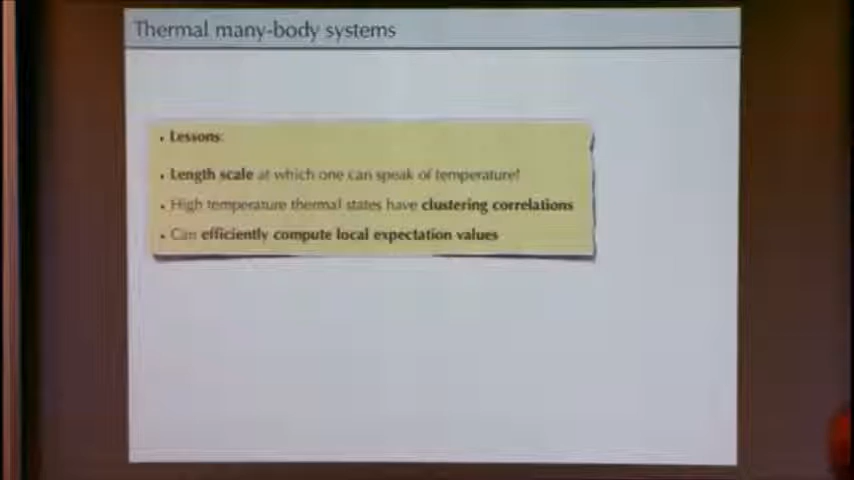 Thermal many-body systems
• Lessons:
• Length scale at which one can speak of temperature!
• High temperature thermal states have clustering correlations
• Can efficiently compute local expectation values